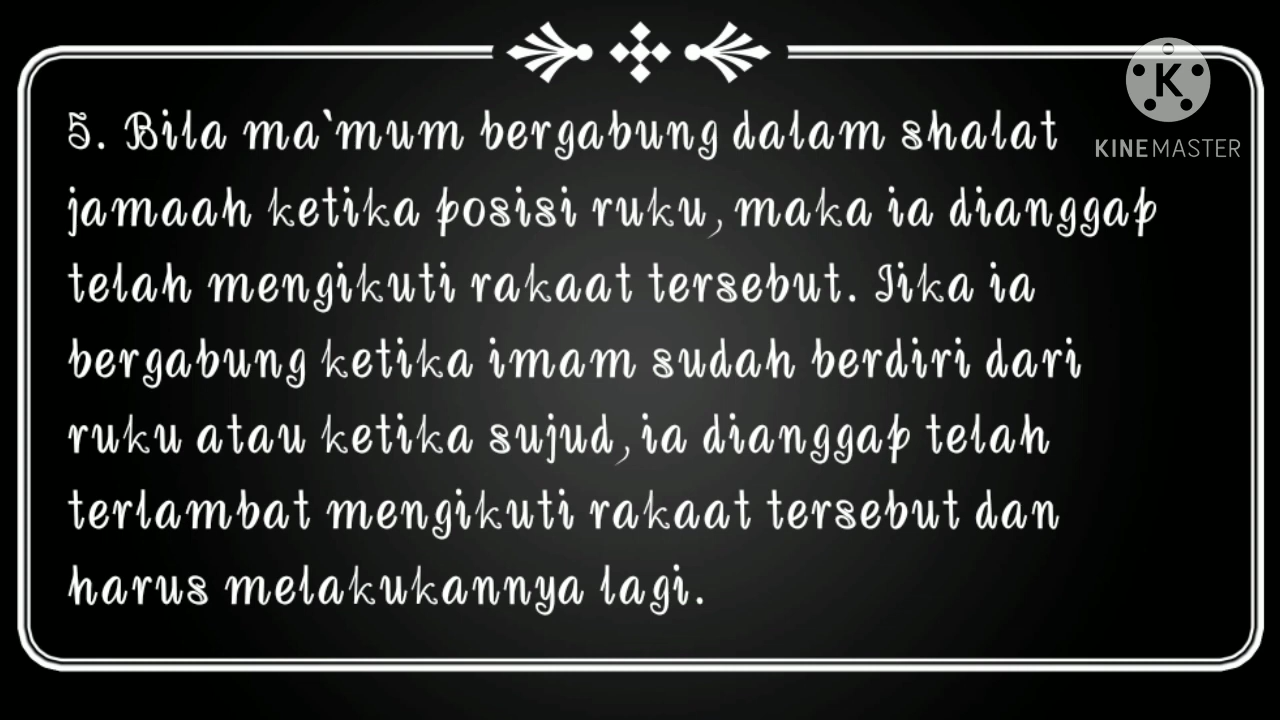 5. Bila ma`mum bergabung dalam shalat
jamaah ketika posisi ruku, maka ia dianggap
telah mengikuti rakaat tersebut. Jika ia
bergabung ketika imam sudah berdiri dari
ruku atau ketika sujud, ia dianggap telah
terlambat mengikuti rakaat tersebut dan
harus melakukannya lagi.
K
KINEMASTER